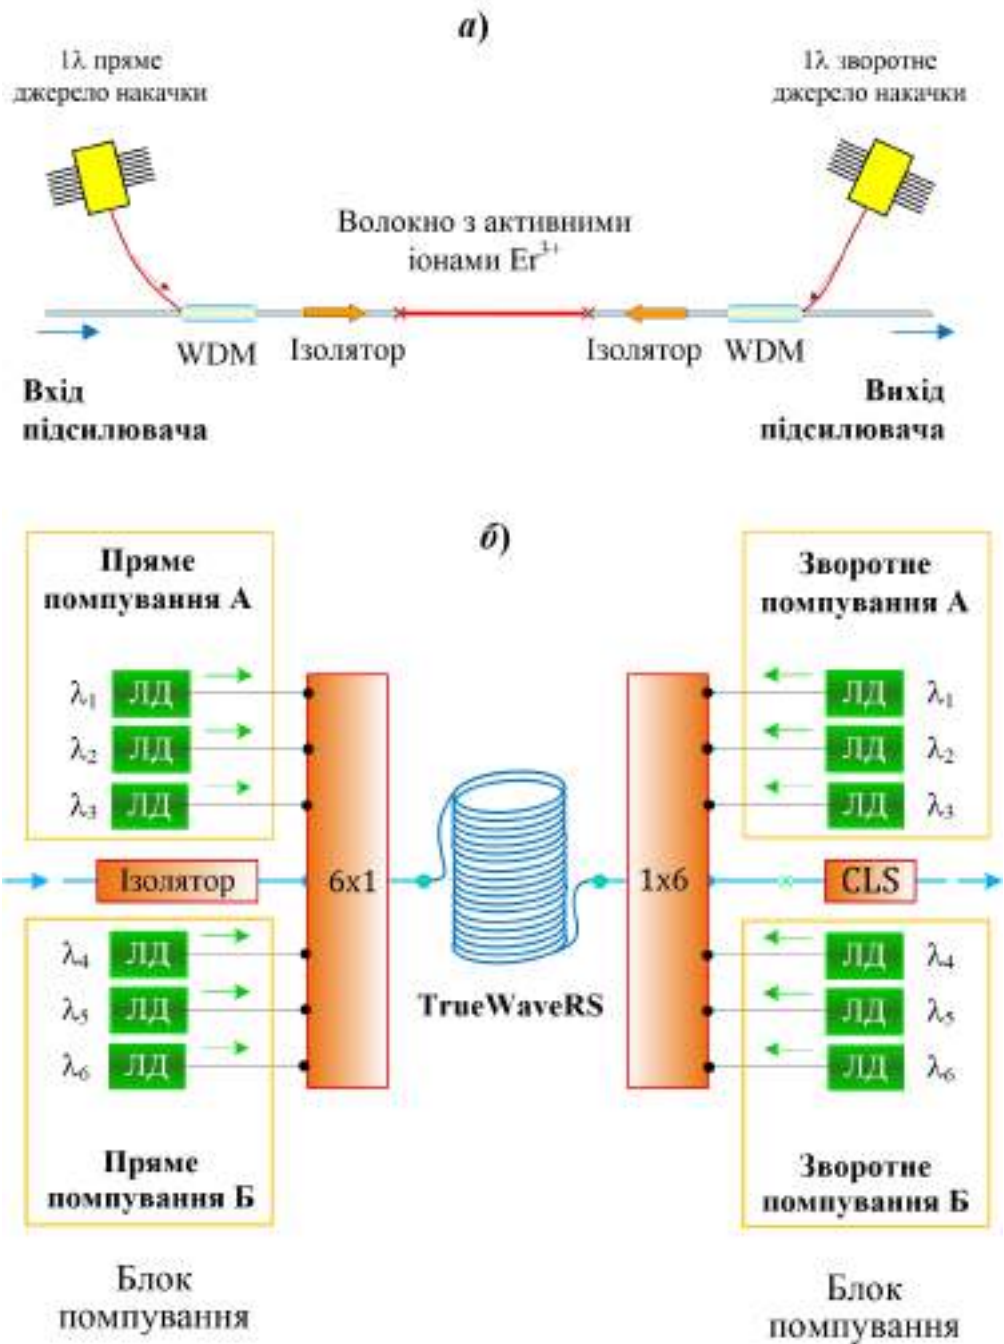 а)
1λ пряме
джерело накачки
1λ зворотне
джерело накачки
Волокно з активними
іонами Er³⁺
WDM
Ізолятор
Ізолятор
WDM
Вхід
підсилювача
Вихід
підсилювача
б)
Пряме
помпування А
λ₁ ЛД
λ₂ ЛД
λ₃ ЛД
Зворотне
помпування А
ЛД λ₁
ЛД λ₂
ЛД λ₃
Ізолятор
6x1
1x6
CLS
TrueWaveRS
λ₄ ЛД
λ₅ ЛД
λ₆ ЛД
Пряме
помпування Б
ЛД λ₄
ЛД λ₅
ЛД λ₆
Зворотне
помпування Б
Блок
помпування
Блок
помпування